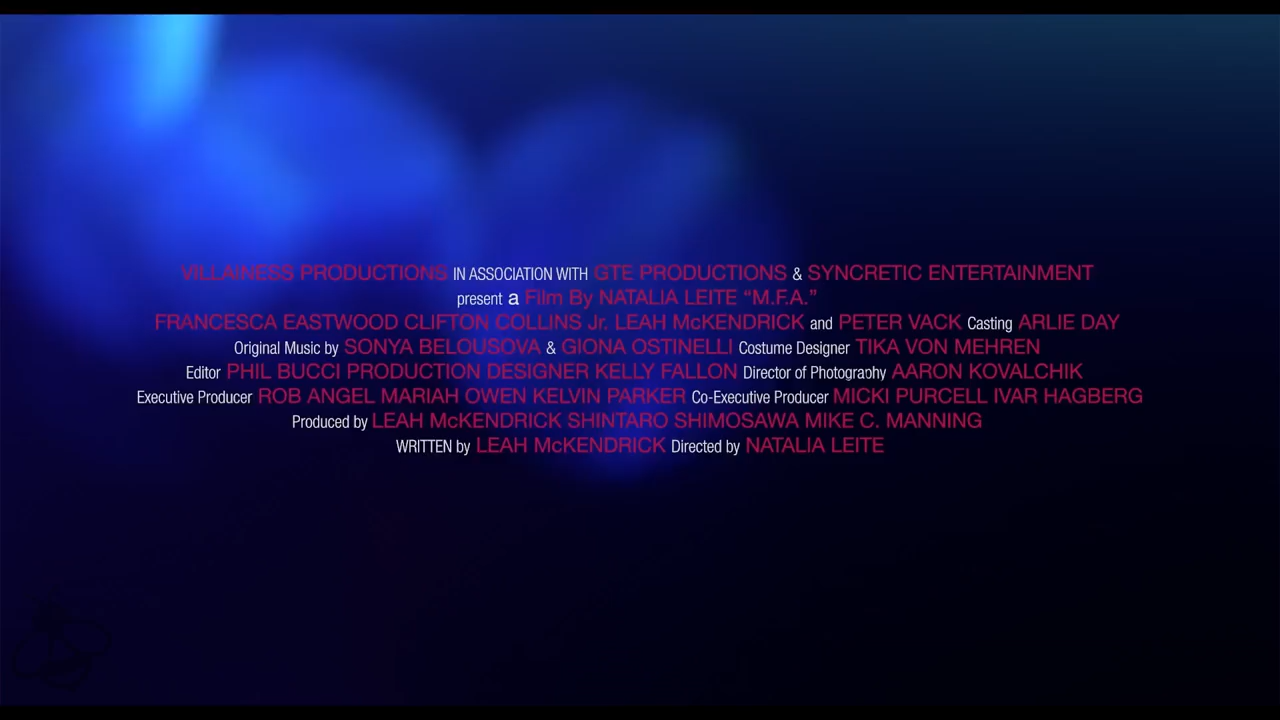 VILLAINESS PRODUCTIONS IN ASSOCIATION WITH GTE PRODUCTIONS & SYNCRETIC ENTERTAINMENT
present a Film By NATALIA LEITE “M.F.A.”
FRANCESCA EASTWOOD CLIFTON COLLINS Jr. LEAH McKENDRICK and PETER VACK Casting ARLIE DAY
Original Music by SONYA BELOUSOVA & GIONA OSTINELLI Costume Designer TIKA VON MEHREN
Editor PHIL BUCCI PRODUCTION DESIGNER KELLY FALLON Director of Photography AARON KOVALCHIK
Executive Producer ROB ANGEL MARIAH OWEN KELVIN PARKER Co-Executive Producer MICKI PURCELL IVAR HAGBERG
Produced by LEAH McKENDRICK SHINTARO SHIMOSAWA MIKE C. MANNING
WRITTEN by LEAH McKENDRICK Directed by NATALIA LEITE